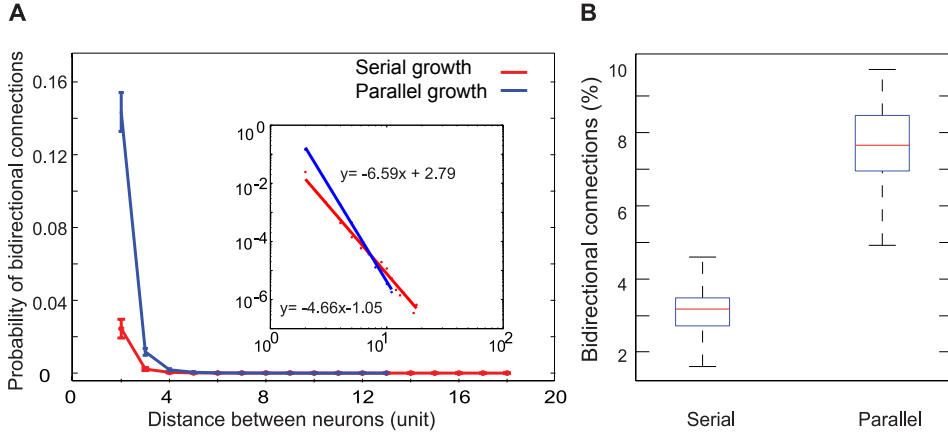 A
Probability of bidirectional connections
0.16
0.12
0.08
0.04
0
0
4
8
12
16
20
Distance between neurons (unit)
Serial growth
Parallel growth
10^0
10^-2
10^-4
10^-6
10^0
10^1
10^2
y= -6.59x + 2.79
y= -4.66x-1.05
B
Bidirectional connections (%)
10
8
6
4
2
Serial
Parallel